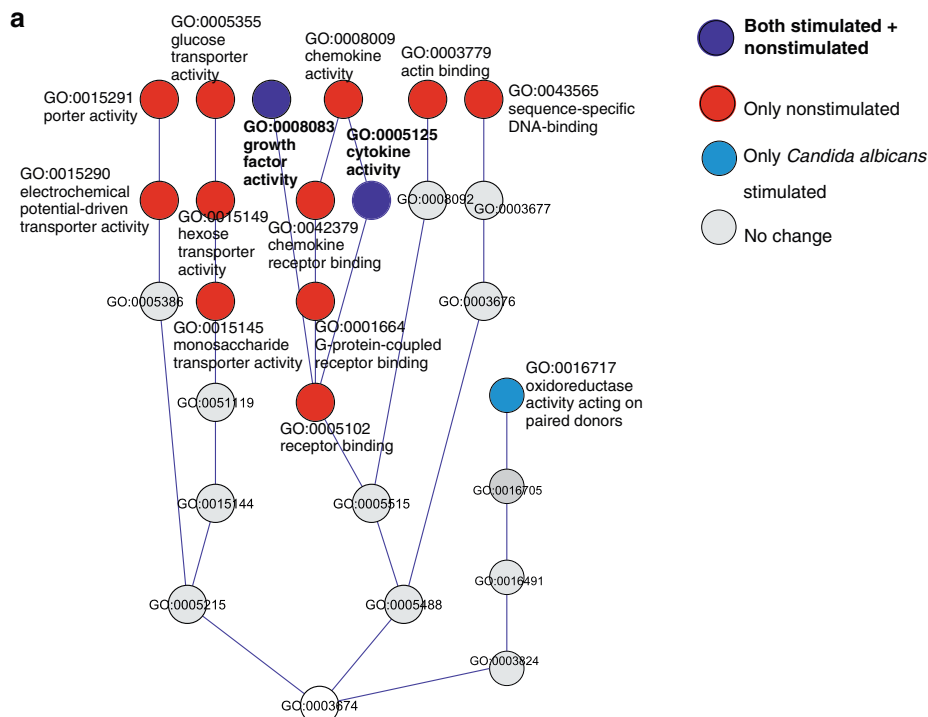 a
GO:0005355
glucose
transporter
activity
GO:0008009
chemokine
activity
GO:0003779
actin binding
GO:0015291
porter activity
GO:0043565
sequence-specific
DNA-binding
GO:0008083
growth
factor
activity
GO:0005125
cytokine
activity
GO:0015290
electrochemical
potential-driven
transporter activity
GO:0015149
hexose
transporter
activity
GO:0042379
chemokine
receptor binding
GO:0008092
GO:0003677
GO:0005386
GO:0003676
GO:0015145
monosaccharide
transporter activity
GO:0001664
G-protein-coupled
receptor binding
GO:0016717
oxidoreductase
activity acting on
paired donors
GO:0051119
GO:0005102
receptor binding
GO:0016705
GO:0015144
GO:0005515
GO:0016491
GO:0005215
GO:0005488
GO:0003824
GO:0003674
Both stimulated +
nonstimulated
Only nonstimulated
Only Candida albicans
stimulated
No change